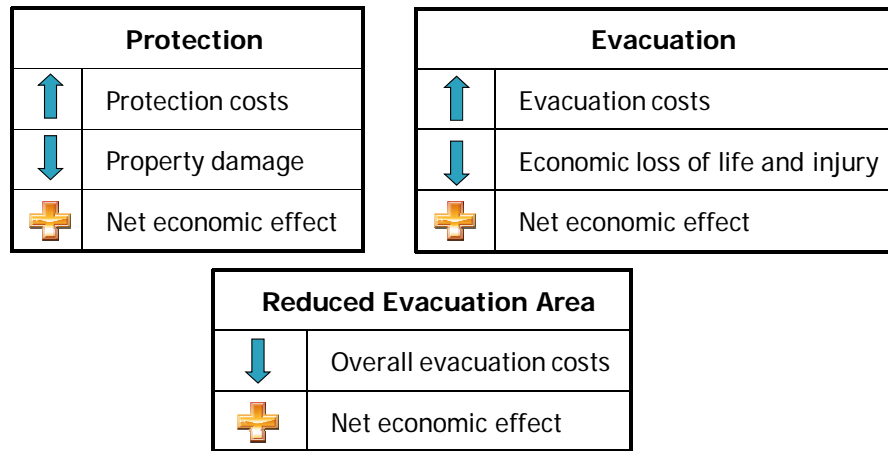 Protection
Protection costs
Property damage
Net economic effect
Evacuation
Evacuation costs
Economic loss of life and injury
Net economic effect
Reduced Evacuation Area
Overall evacuation costs
Net economic effect